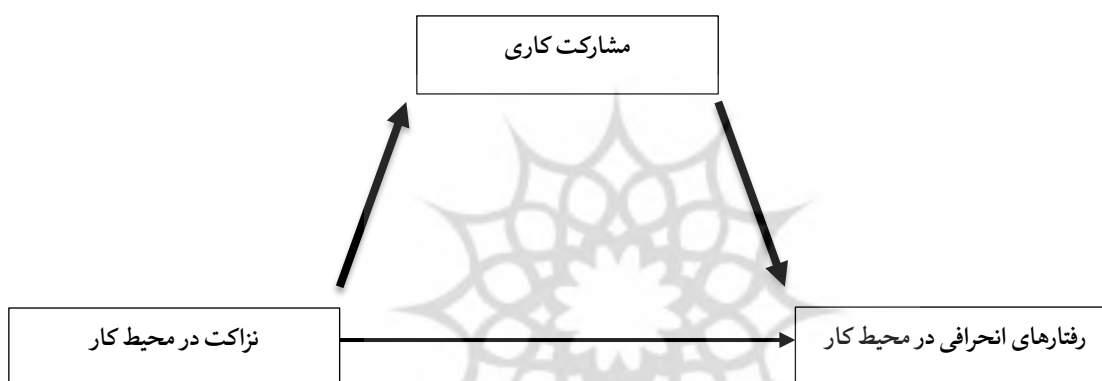 مشارکت کاری
رفتارهای انحرافی در محیط کار
نزاکت در محیط کار